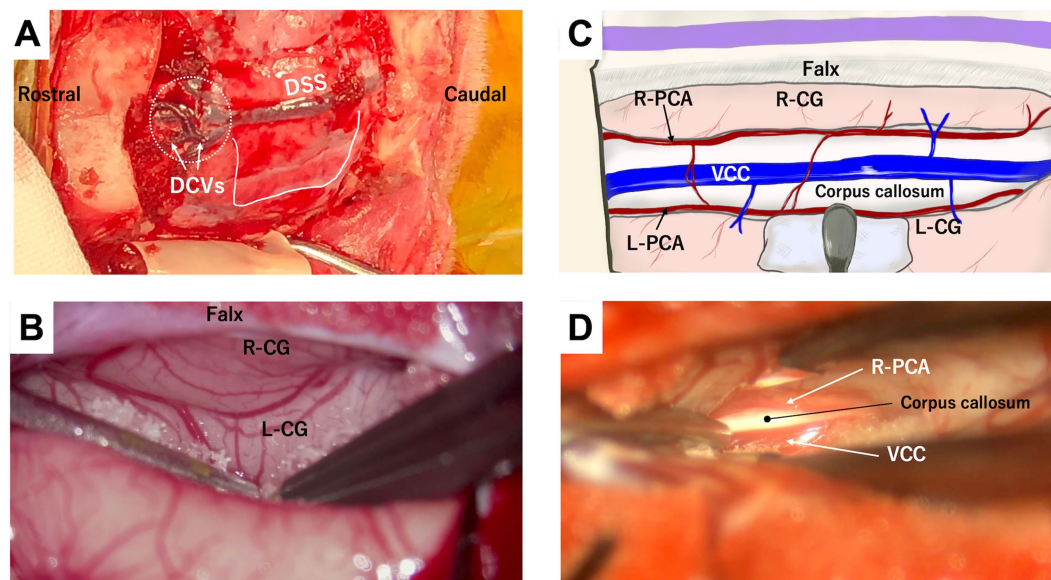 A
Rostral
DSS
Caudal
DCVs
B
Falx
R-CG
L-CG
C
Falx
R-PCA
R-CG
VCC
Corpus callosum
L-PCA
L-CG
D
R-PCA
Corpus callosum
VCC